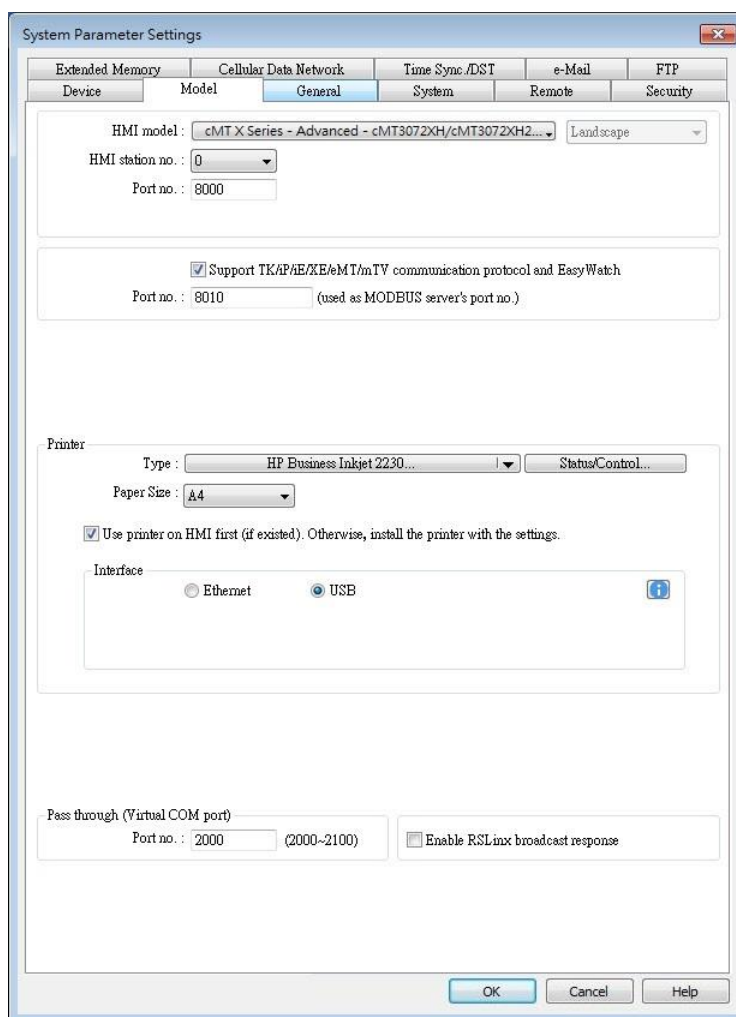 System Parameter Settings
Extended Memory Cellular Data Network Time Sync./DST e-Mail FTP
Device Model General System Remote Security
HMI model : cMT X Series - Advanced - cMT3072XH/cMT3072XH2... Landscape
HMI station no. : 0
Port no. : 8000
Support TK/iP/iE/XE/eMT/mTV communication protocol and EasyWatch
Port no. : 8010 (used as MODBUS server's port no.)
Printer
Type : HP Business Inkjet 2230... Status/Control...
Paper Size : A4
Use printer on HMI first (if existed). Otherwise, install the printer with the settings.
Interface
Ethernet USB
Pass through (Virtual COM port)
Port no. : 2000 (2000~2100) Enable RSLinx broadcast response
OK Cancel Help